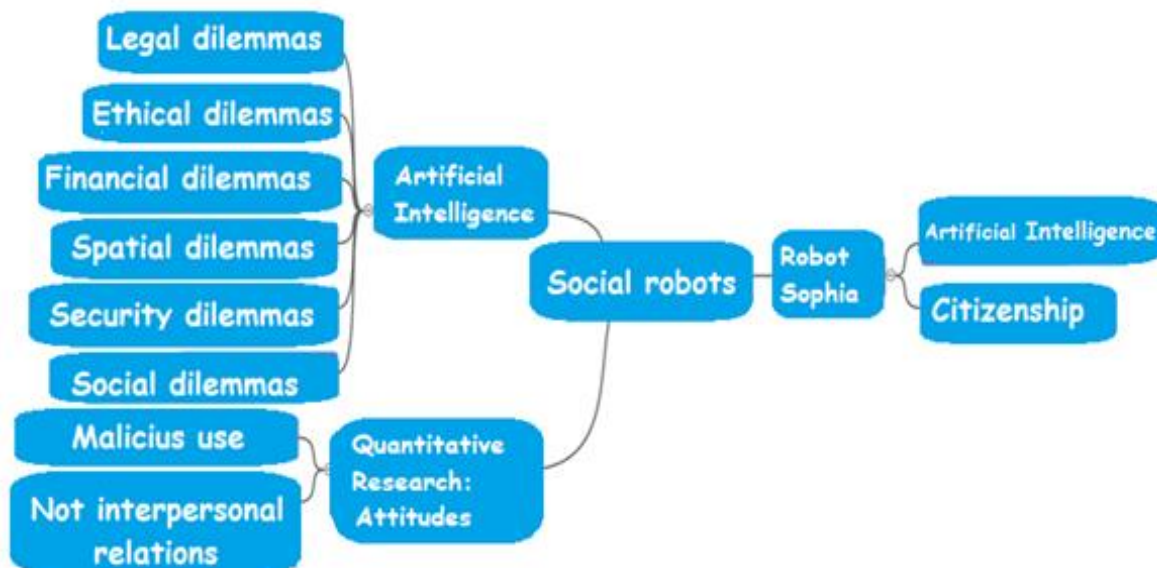 Legal dilemmas
Ethical dilemmas
Financial dilemmas
Spatial dilemmas
Security dilemmas
Social dilemmas
Malicius use
Not interpersonal
relations
Artificial
Intelligence
Quantitative
Research:
Attitudes
Social robots
Robot
Sophia
Artificial Intelligence
Citizenship